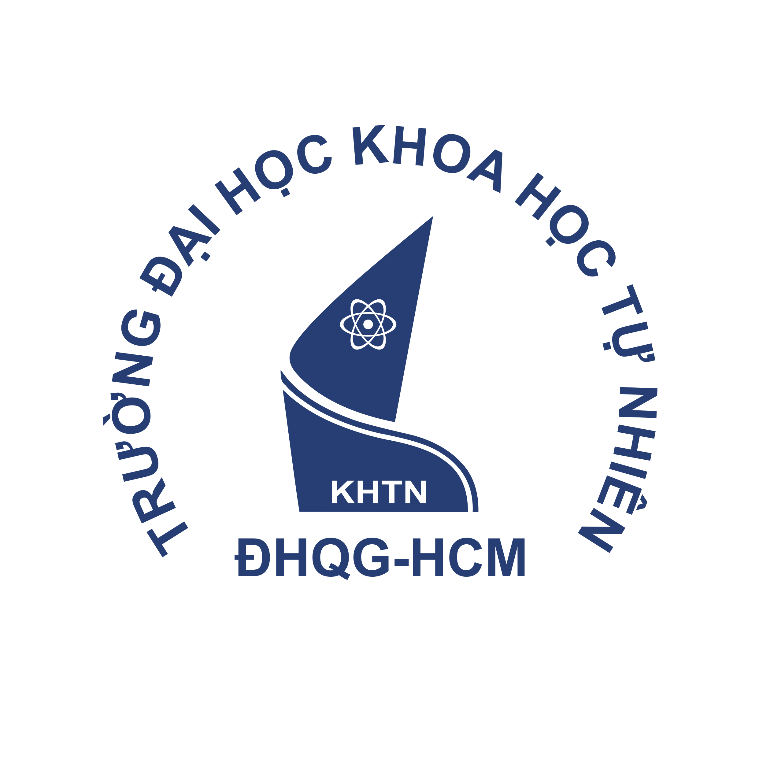 TRƯỜNG ĐẠI HỌC KHOA HỌC TỰ NHIÊN
KHTN
ĐHQG-HCM